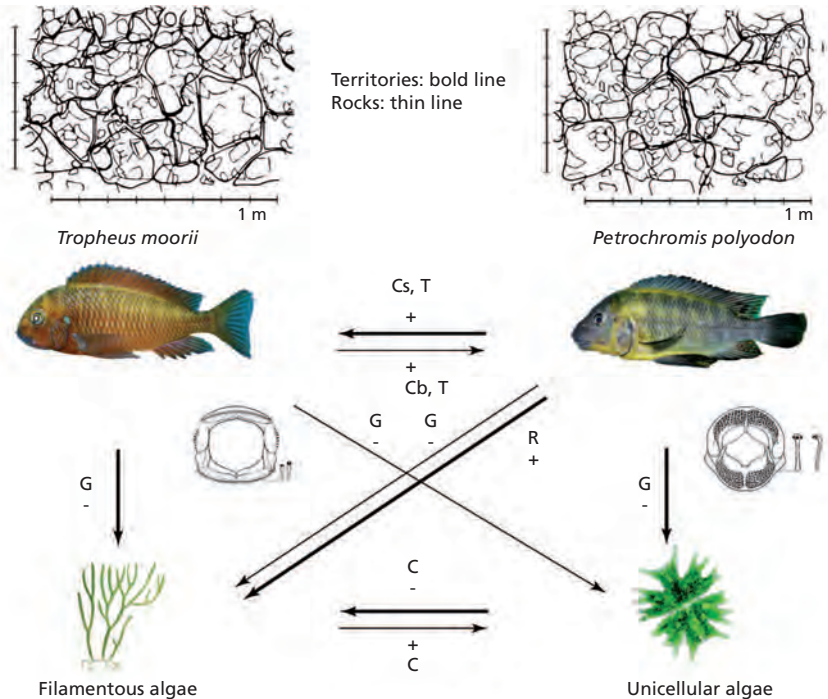 Territories: bold line
Rocks: thin line
1 m
1 m
Tropheus moorii
Petrochromis polyodon
Cs, T
+
+
Cb, T
G
-
G
-
R
+
G
-
G
-
C
-
+
C
Filamentous algae
Unicellular algae